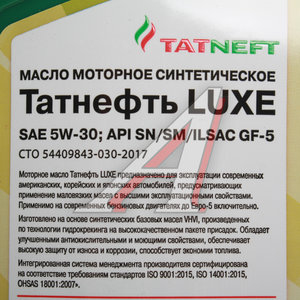 TATNEFT
МАСЛО МОТОРНОЕ СИНТЕТИЧЕСКОЕ
Татнефть LUXE
SAE 5W-30; API SN/SM/ILSAC GF-5
СТО 54409843-030-2017
Моторное масло Татнефть LUXE предназначено для эксплуатации современных
американских, корейских и японских автомобилей, предусматривающих
применение маловязких масел с высокими эксплуатационными свойствами.
Применимо на современных бензиновых двигателях до Евро-5 включительно.
Изготовлено на основе синтетических базовых масел VHVI, произведенных
по технологии гидрокрекинга на высококачественном пакете присадок. Обладает
улучшенными антиокислительными и моющими свойствами, обеспечивает
высокую защиту от износа и коррозии, способствует экономии топлива.
Интегрированная система менеджмента производителя сертифицирована
на соответствие требованиям стандартов ISO 9001:2015, ISO 14001:2015,
OHSAS 18001:2007».